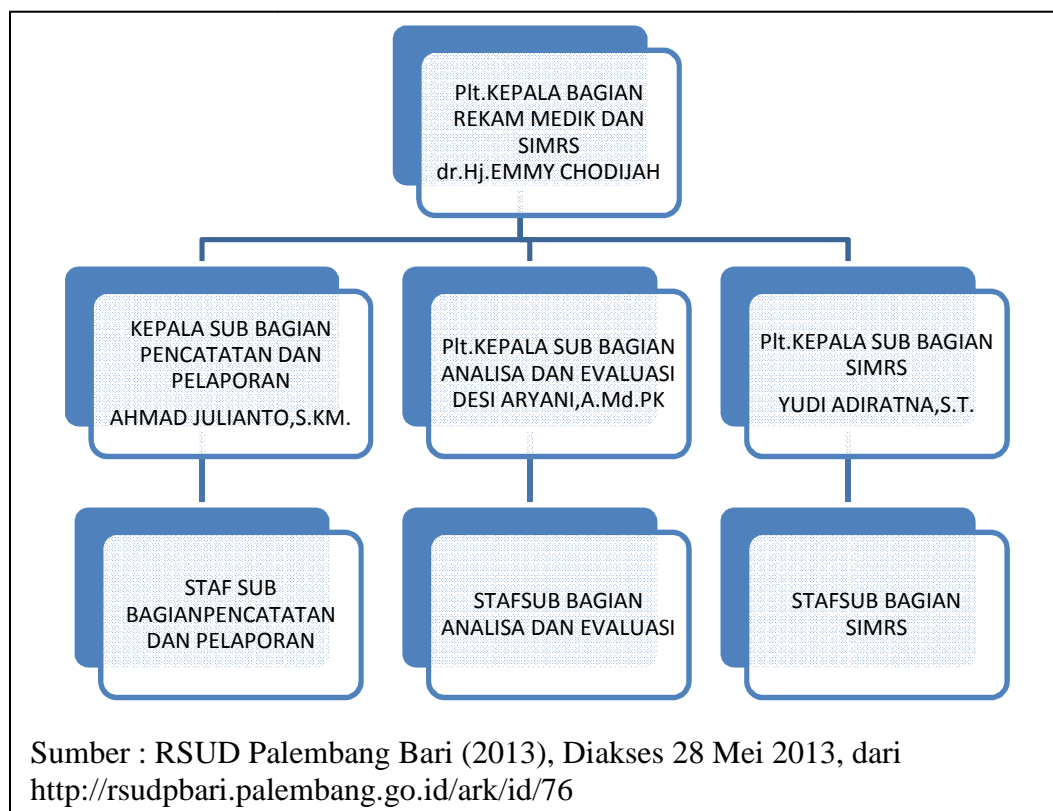 Plt.KEPALA BAGIAN
REKAM MEDIK DAN
SIMRS
dr.Hj.EMMY CHODIJAH
KEPALA SUB BAGIAN
PENCATATAN DAN
PELAPORAN
AHMAD JULIANTO,S.KM.
Plt.KEPALA SUB BAGIAN
ANALISA DAN EVALUASI
DESI ARYANI,A.Md.PK
Plt.KEPALA SUB BAGIAN
SIMRS
YUDI ADIRATNA,S.T.
STAF SUB
BAGIANPENCATATAN
DAN PELAPORAN
STAFSUB BAGIAN
ANALISA DAN EVALUASI
STAFSUB BAGIAN
SIMRS
Sumber : RSUD Palembang Bari (2013), Diakses 28 Mei 2013, dari
http://rsudpbari.palembang.go.id/ark/id/76